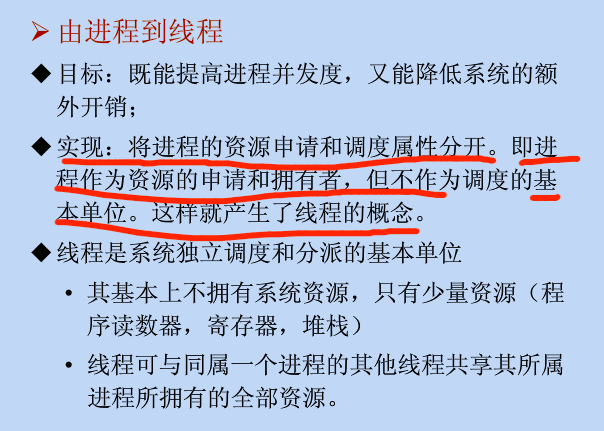 ➤ 由进程到线程
◆ 目标：既能提高进程并发度，又能降低系统的额
外开销；
◆ 实现：将进程的资源申请和调度属性分开。即进
程作为资源的申请和拥有者，但不作为调度的基
本单位。这样就产生了线程的概念。
◆ 线程是系统独立调度和分派的基本单位
• 其基本上不拥有系统资源，只有少量资源（程
序读数器，寄存器，堆栈）
• 线程可与同属一个进程的其他线程共享其所属
进程所拥有的全部资源。